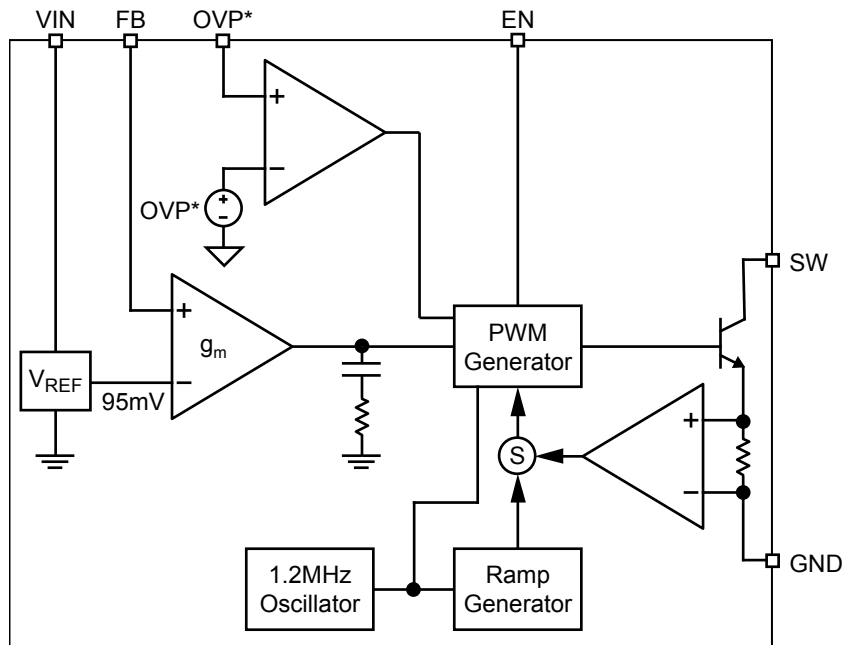 VIN
FB
OVP*
EN
+
−
OVP*
+
−
SW
+
−
gm
PWM
Generator
VREF
95mV
+
−
S
GND
1.2MHz
Oscillator
Ramp
Generator